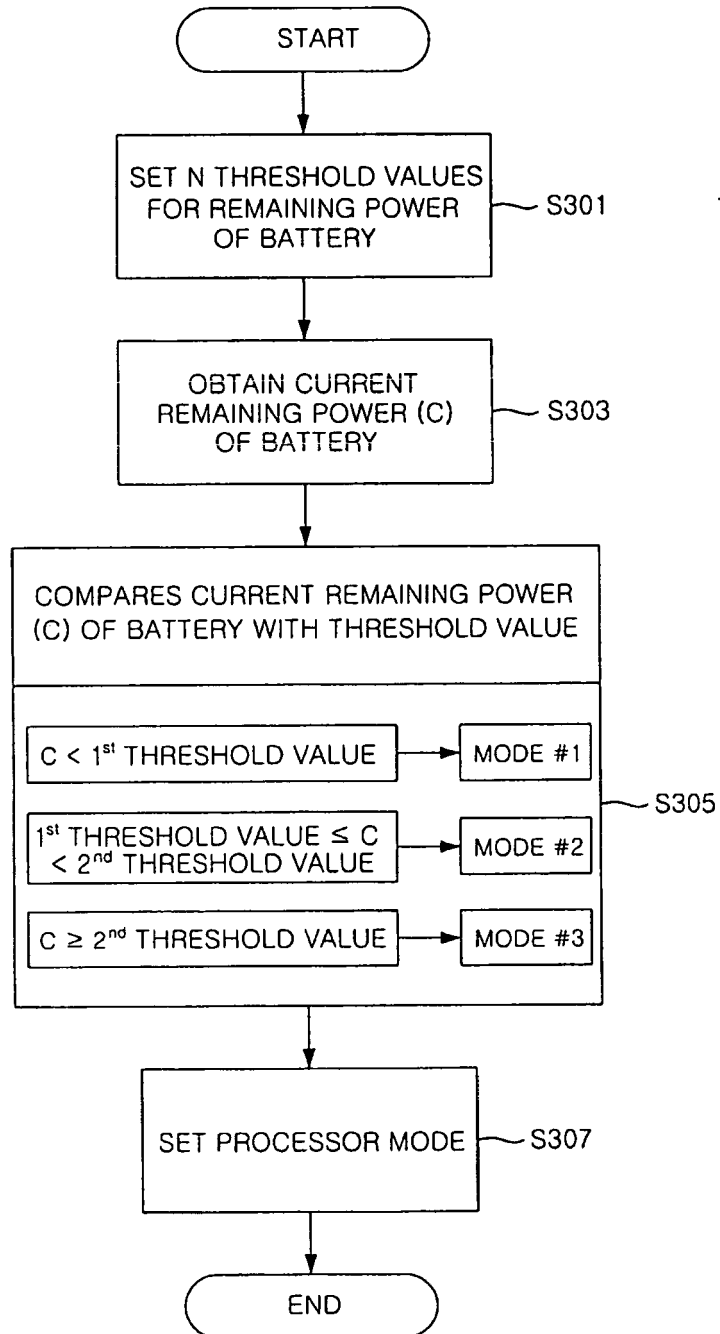 START
SET N THRESHOLD VALUES
FOR REMAINING POWER
OF BATTERY
S301
OBTAIN CURRENT
REMAINING POWER (C)
OF BATTERY
S303
COMPARES CURRENT REMAINING POWER
(C) OF BATTERY WITH THRESHOLD VALUE
C < 1st THRESHOLD VALUE
MODE #1
1st THRESHOLD VALUE ≤ C
< 2nd THRESHOLD VALUE
MODE #2
C ≥ 2nd THRESHOLD VALUE
MODE #3
S305
SET PROCESSOR MODE
S307
END